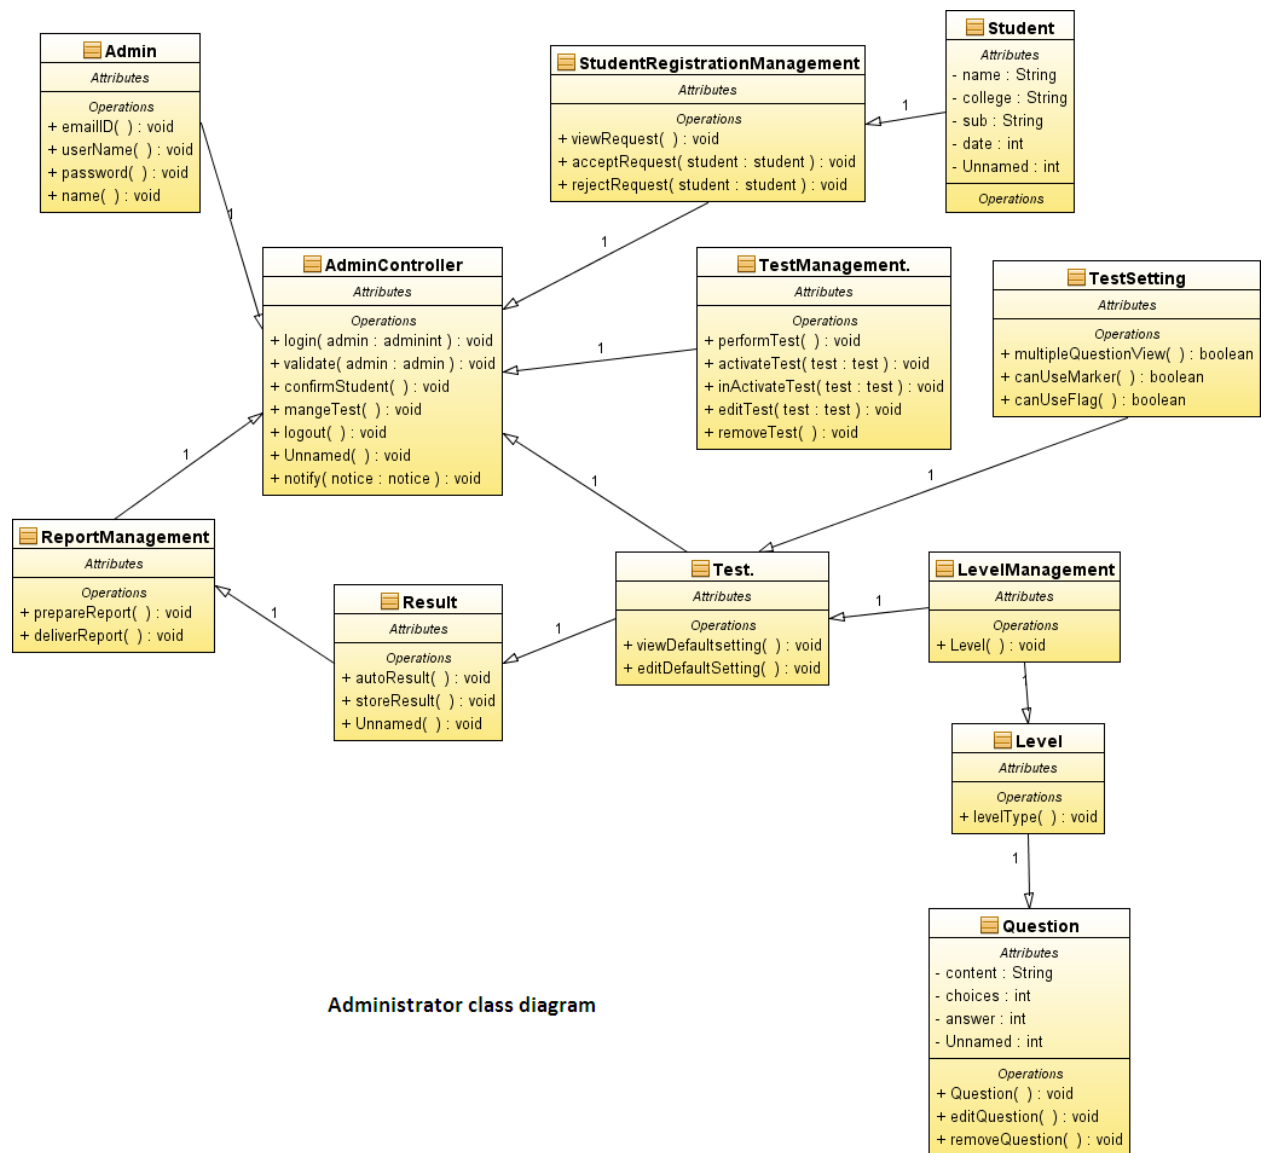 Admin
Attributes
Operations
+ emailID( ) : void
+ userName( ) : void
+ password( ) : void
+ name( ) : void
1
StudentRegistrationManagement
Attributes
Operations
+ viewRequest( ) : void
+ acceptRequest( student : student ) : void
+ rejectRequest( student : student ) : void
1
1
Student
Attributes
- name : String
- college : String
- sub : String
- date : int
- Unnamed : int
Operations
AdminController
Attributes
Operations
+ login( admin : adminint ) : void
+ validate( admin : admin ) : void
+ confirmStudent( ) : void
+ mangeTest( ) : void
+ logout( ) : void
+ Unnamed( ) : void
+ notify( notice : notice ) : void
1
TestManagement.
Attributes
Operations
+ performTest( ) : void
+ activateTest( test : test ) : void
+ inActivateTest( test : test ) : void
+ editTest( test : test ) : void
+ removeTest( ) : void
TestSetting
Attributes
Operations
+ multipleQuestionView( ) : boolean
+ canUseMarker( ) : boolean
+ canUseFlag( ) : boolean
1
1
1
ReportManagement
Attributes
Operations
+ prepareReport( ) : void
+ deliverReport( ) : void
1
Result
Attributes
Operations
+ autoResult( ) : void
+ storeResult( ) : void
+ Unnamed( ) : void
1
Test.
Attributes
Operations
+ viewDefaultsetting( ) : void
+ editDefaultSetting( ) : void
1
LevelManagement
Attributes
Operations
+ Level( ) : void
1
Level
Attributes
Operations
+ levelType( ) : void
1
Question
Attributes
- content : String
- choices : int
- answer : int
- Unnamed : int
Operations
+ Question( ) : void
+ editQuestion( ) : void
+ removeQuestion( ) : void
Administrator class diagram